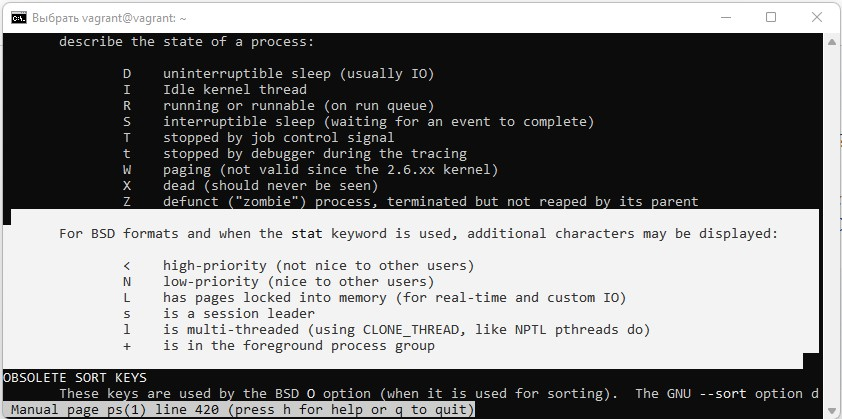 Выбрать vagrant@vagrant: ~
describe the state of a process:
D    uninterruptible sleep (usually IO)
I    Idle kernel thread
R    running or runnable (on run queue)
S    interruptible sleep (waiting for an event to complete)
T    stopped by job control signal
t    stopped by debugger during the tracing
W    paging (not valid since the 2.6.xx kernel)
X    dead (should never be seen)
Z    defunct ("zombie") process, terminated but not reaped by its parent
For BSD formats and when the stat keyword is used, additional characters may be displayed:
<    high-priority (not nice to other users)
N    low-priority (nice to other users)
L    has pages locked into memory (for real-time and custom IO)
s    is a session leader
l    is multi-threaded (using CLONE_THREAD, like NPTL pthreads do)
+    is in the foreground process group
OBSOLETE SORT KEYS
These keys are used by the BSD O option (when it is used for sorting).  The GNU --sort option d
Manual page ps(1) line 420 (press h for help or q to quit)